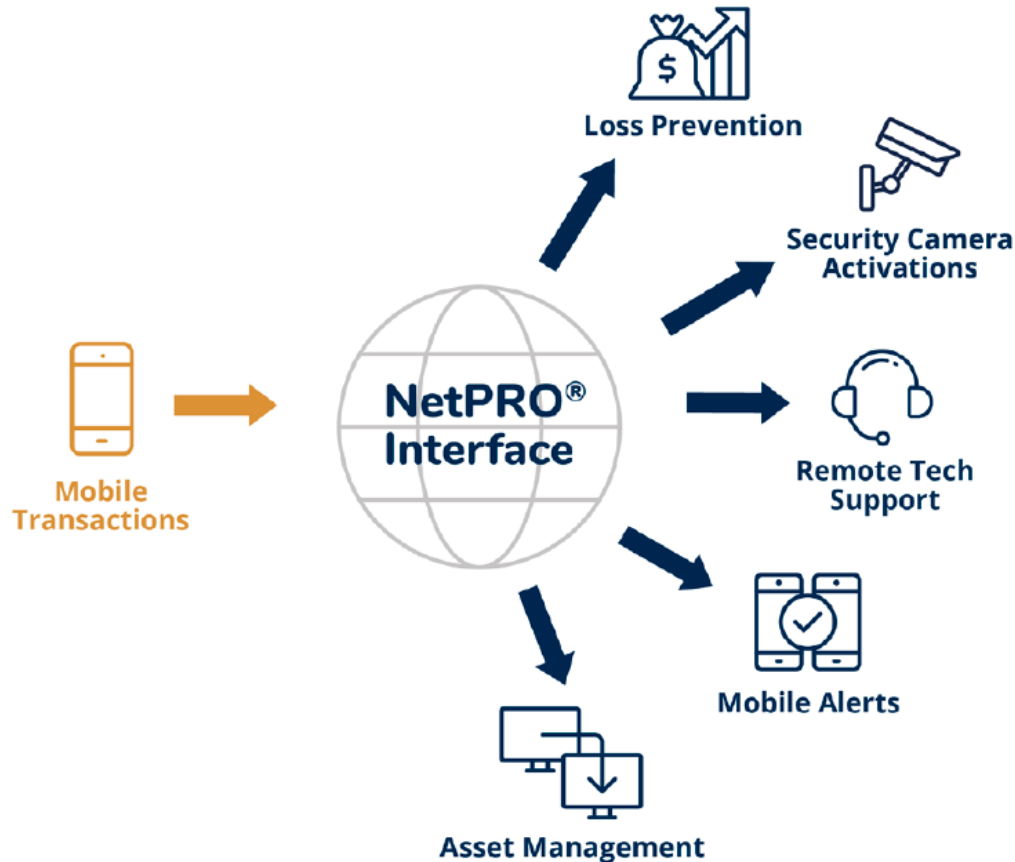 $
Loss Prevention
Security Camera
Activations
NetPRO®
Interface
Mobile
Transactions
Remote Tech
Support
Mobile Alerts
Asset Management